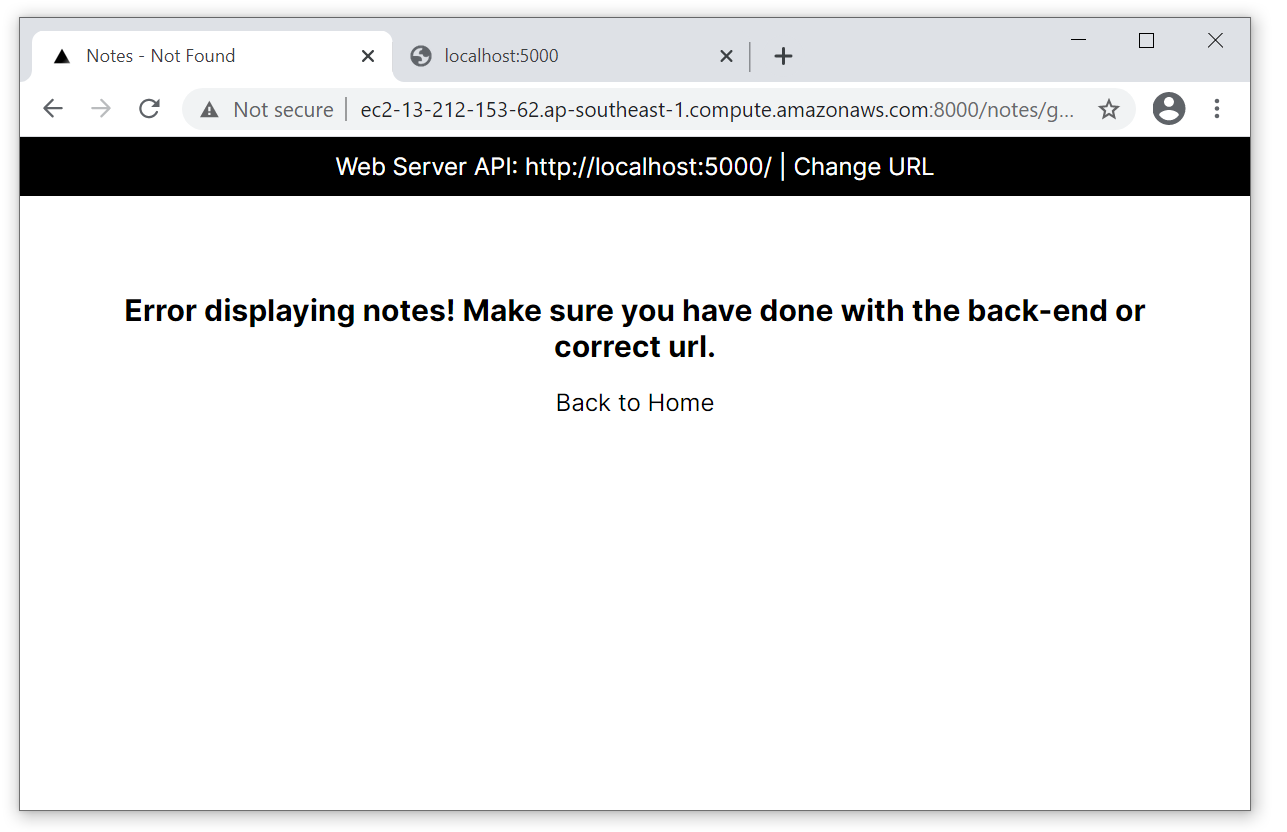 Notes - Not Found
localhost:5000
Not secure
ec2-13-212-153-62.ap-southeast-1.compute.amazonaws.com:8000/notes/g...
Web Server API: http://localhost:5000/ | Change URL
Error displaying notes! Make sure you have done with the back-end or
correct url.
Back to Home